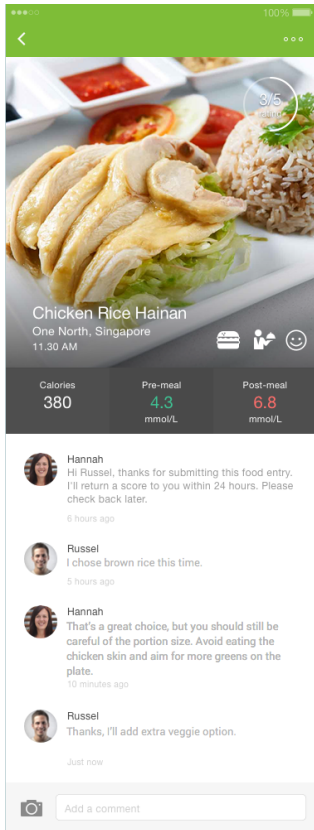 100%
3/5
rating
Chicken Rice Hainan
One North, Singapore
11.30 AM
Calories
380
Pre-meal
4.3
mmol/L
Post-meal
6.8
mmol/L
Hannah
Hi Russel, thanks for submitting this food entry.
I'll return a score to you within 24 hours. Please
check back later.
6 hours ago
Russel
I chose brown rice this time.
5 hours ago
Hannah
That's a great choice, but you should still be
careful of the portion size. Avoid eating the
chicken skin and aim for more greens on the
plate.
10 minutes ago
Russel
Thanks, I'll add extra veggie option.
Just now
Add a comment